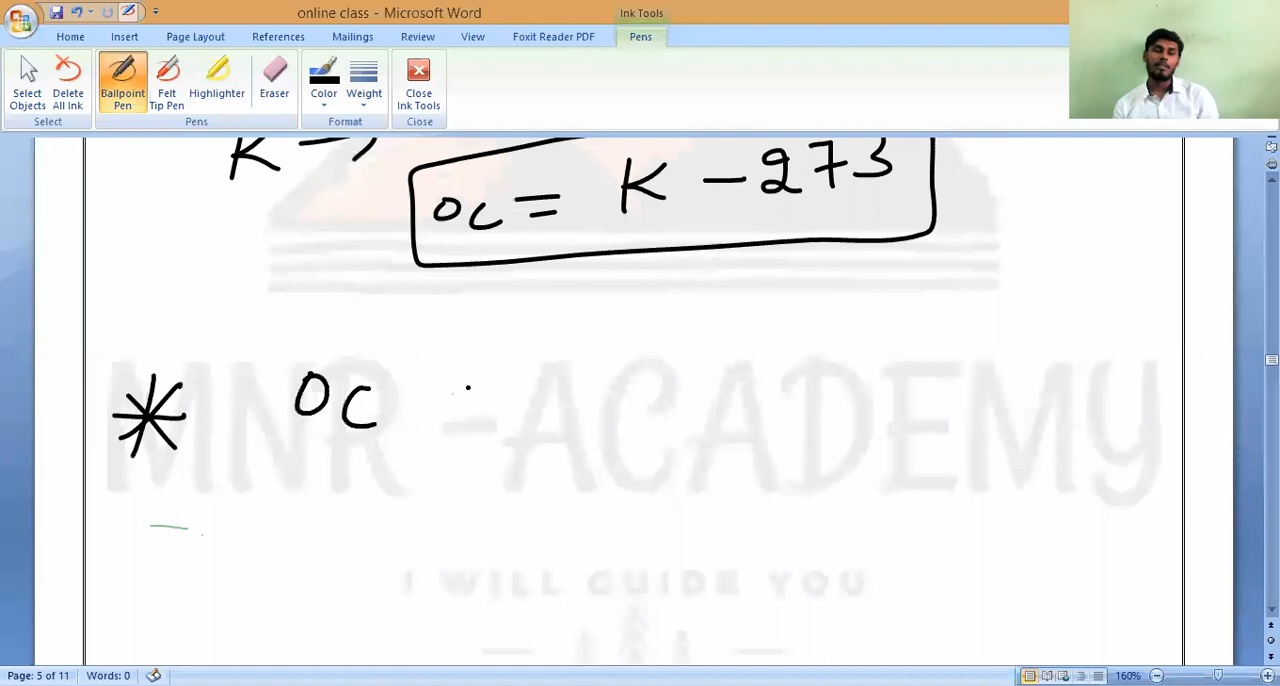 online class - Microsoft Word
Ink Tools
Home Insert Page Layout References Mailings Review View Foxit Reader PDF Pens
Select Objects
Delete All Ink
Ballpoint Pen
Felt Tip Pen
Highlighter
Eraser
Color
Weight
Close Ink Tools
Select Pens Format Close
K
oc = K - 273
* oc
MNR -ACADEMY
I WILL GUIDE YOU
Page: 5 of 11 Words: 0 160%